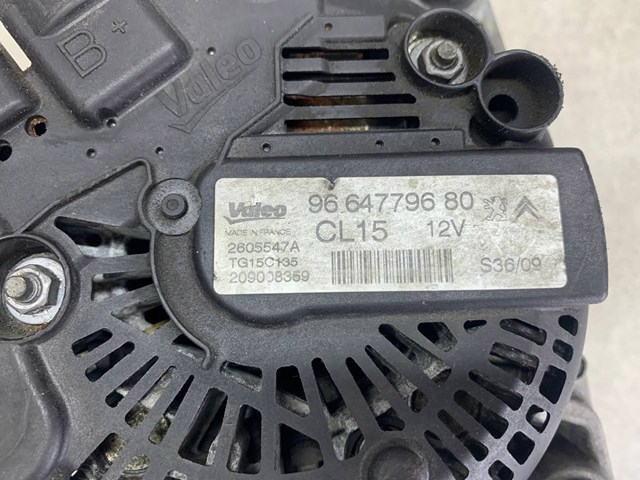 B+
Valeo
Valeo 96 647796 80
MADE IN FRANCE CL15 12V
2605547A
TG15C135 S36/09
209008359